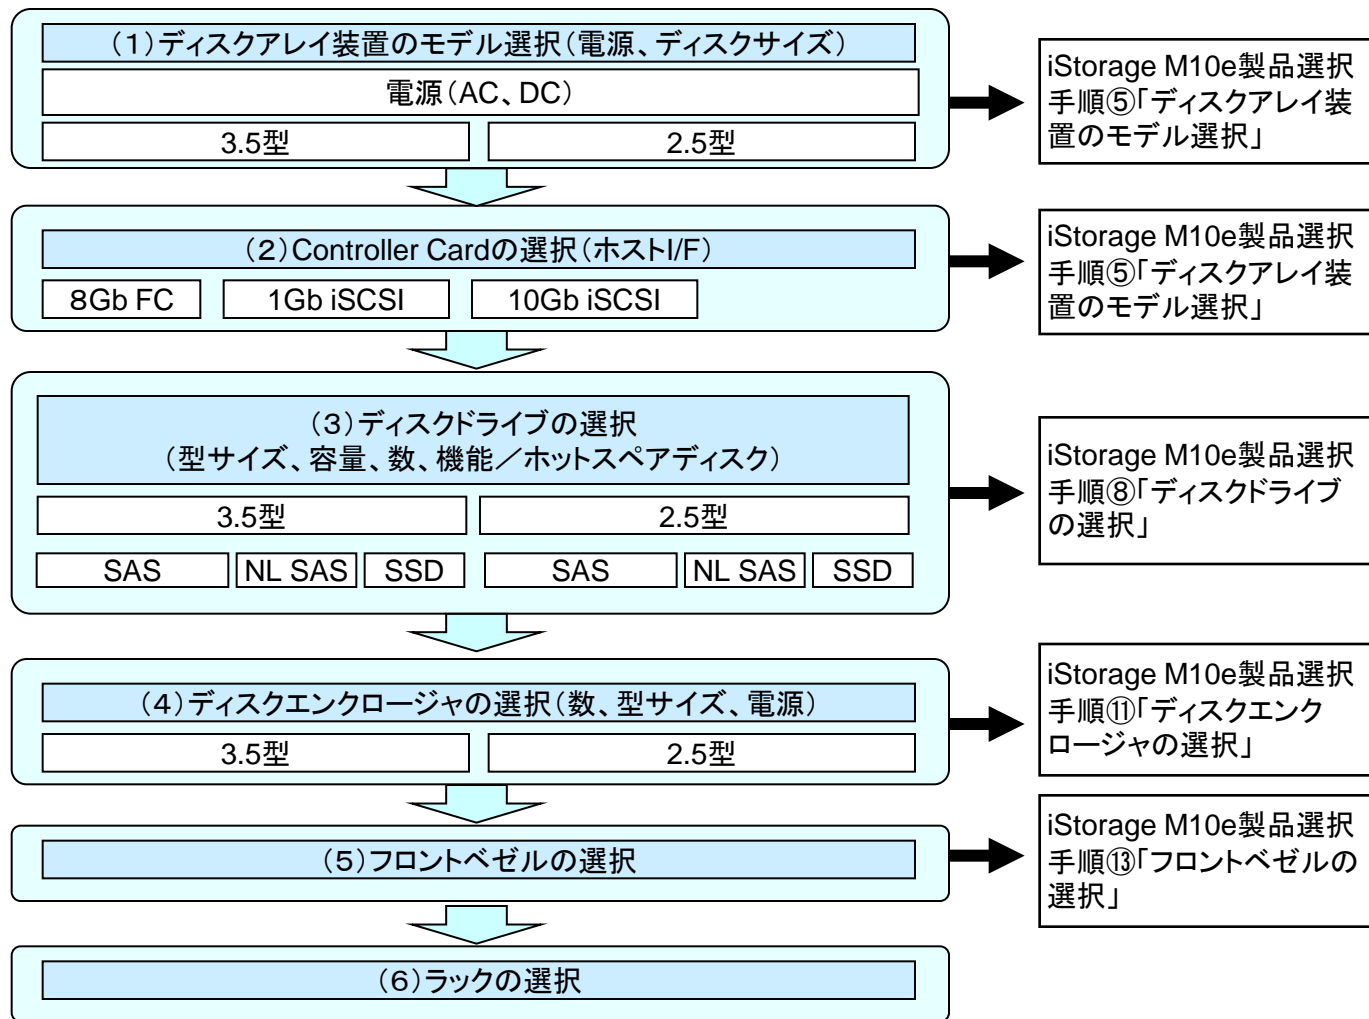 (1)ディスクアレイ装置のモデル選択(電源、ディスクサイズ)
電源(AC、DC)
3.5型
2.5型
iStorage M10e製品選択
手順⑤「ディスクアレイ装
置のモデル選択」
(2)Controller Cardの選択(ホストI/F)
8Gb FC
1Gb iSCSI
10Gb iSCSI
iStorage M10e製品選択
手順⑤「ディスクアレイ装
置のモデル選択」
(3)ディスクドライブの選択
(型サイズ、容量、数、機能/ホットスペアディスク)
3.5型
2.5型
SAS
NL SAS
SSD
SAS
NL SAS
SSD
iStorage M10e製品選択
手順⑧「ディスクドライブ
の選択」
(4)ディスクエンクロージャの選択(数、型サイズ、電源)
3.5型
2.5型
iStorage M10e製品選択
手順⑪「ディスクエンク
ロージャの選択」
(5)フロントベゼルの選択
iStorage M10e製品選択
手順⑬「フロントベゼルの
選択」
(6)ラックの選択